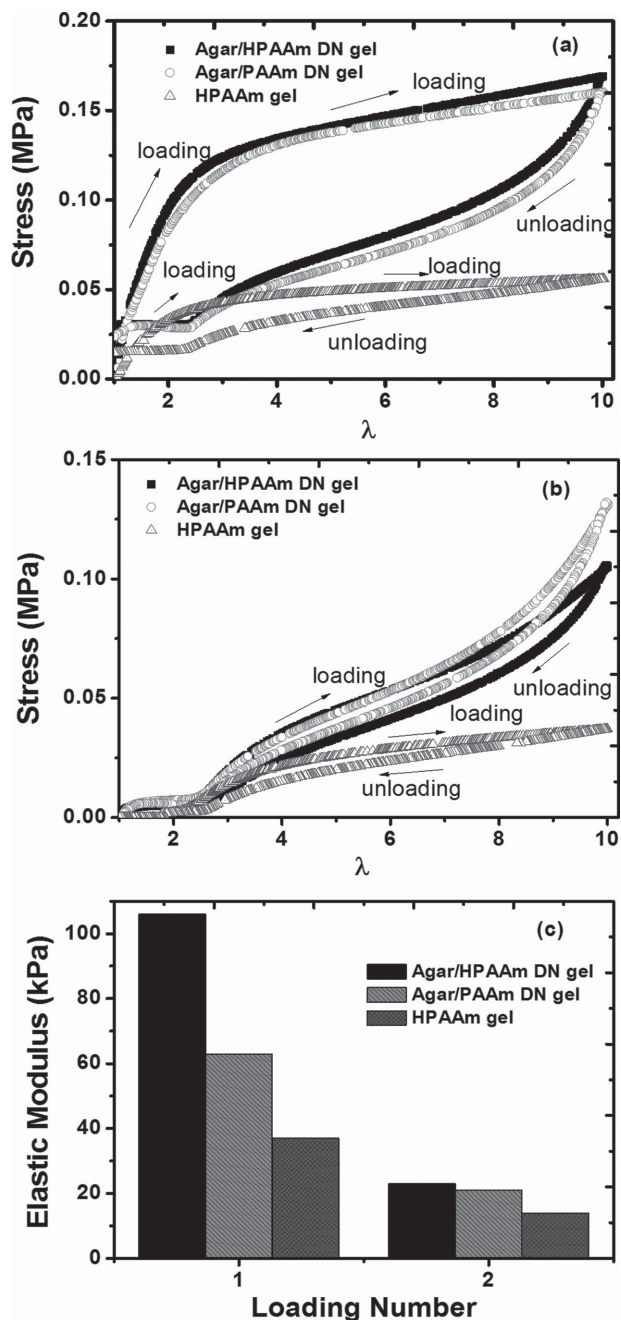 (a)
Agar/HPAAm DN gel
Agar/PAAm DN gel
HPAAm gel
loading
loading
unloading
loading
loading
unloading
Stress (MPa)
0.20
0.15
0.10
0.05
0.00
2 4 6 8 10
λ
(b)
Agar/HPAAm DN gel
Agar/PAAm DN gel
HPAAm gel
loading
loading
unloading
unloading
Stress (MPa)
0.15
0.10
0.05
0.00
2 4 6 8 10
λ
(c)
Agar/HPAAm DN gel
Agar/PAAm DN gel
HPAAm gel
Elastic Modulus (kPa)
100
80
60
40
20
0
1 2
Loading Number